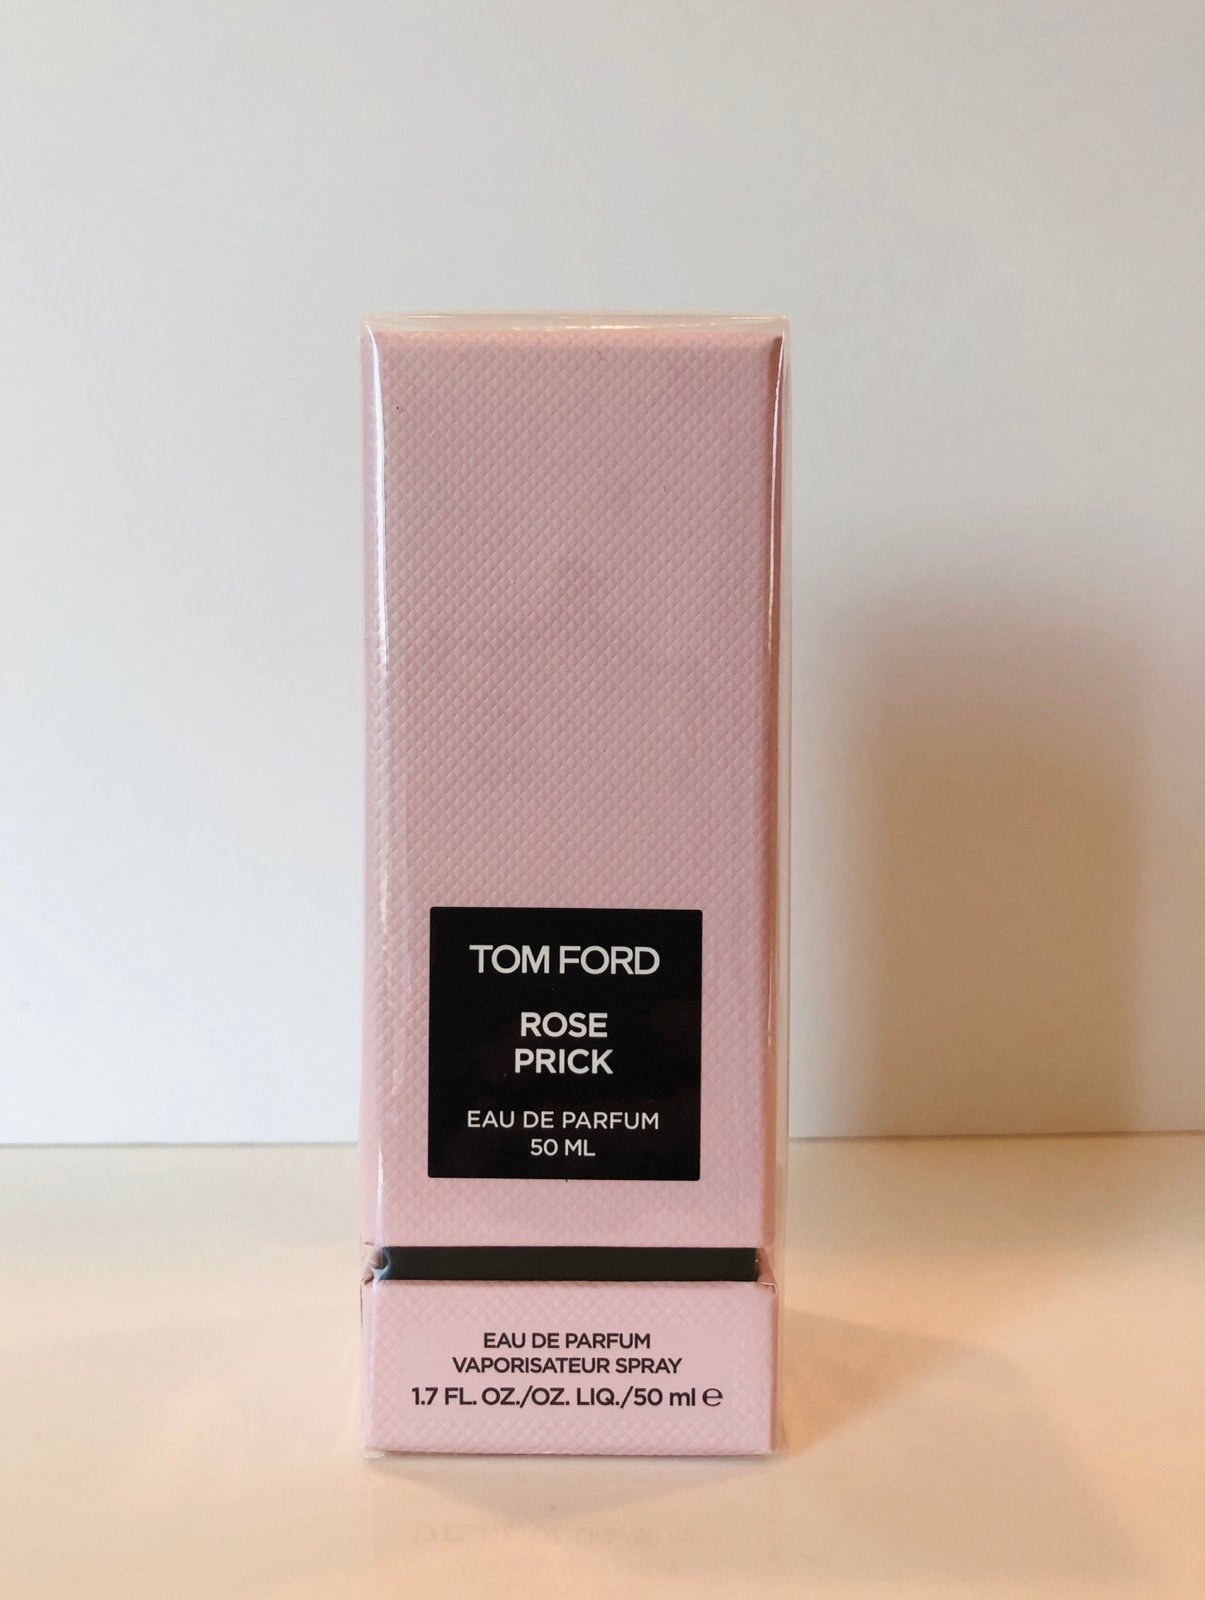 TOM FORD
ROSE
PRICK
EAU DE PARFUM
50 ML
EAU DE PARFUM
VAPORISATEUR SPRAY
1.7 FL. OZ./OZ. LIQ./50 ml ℮